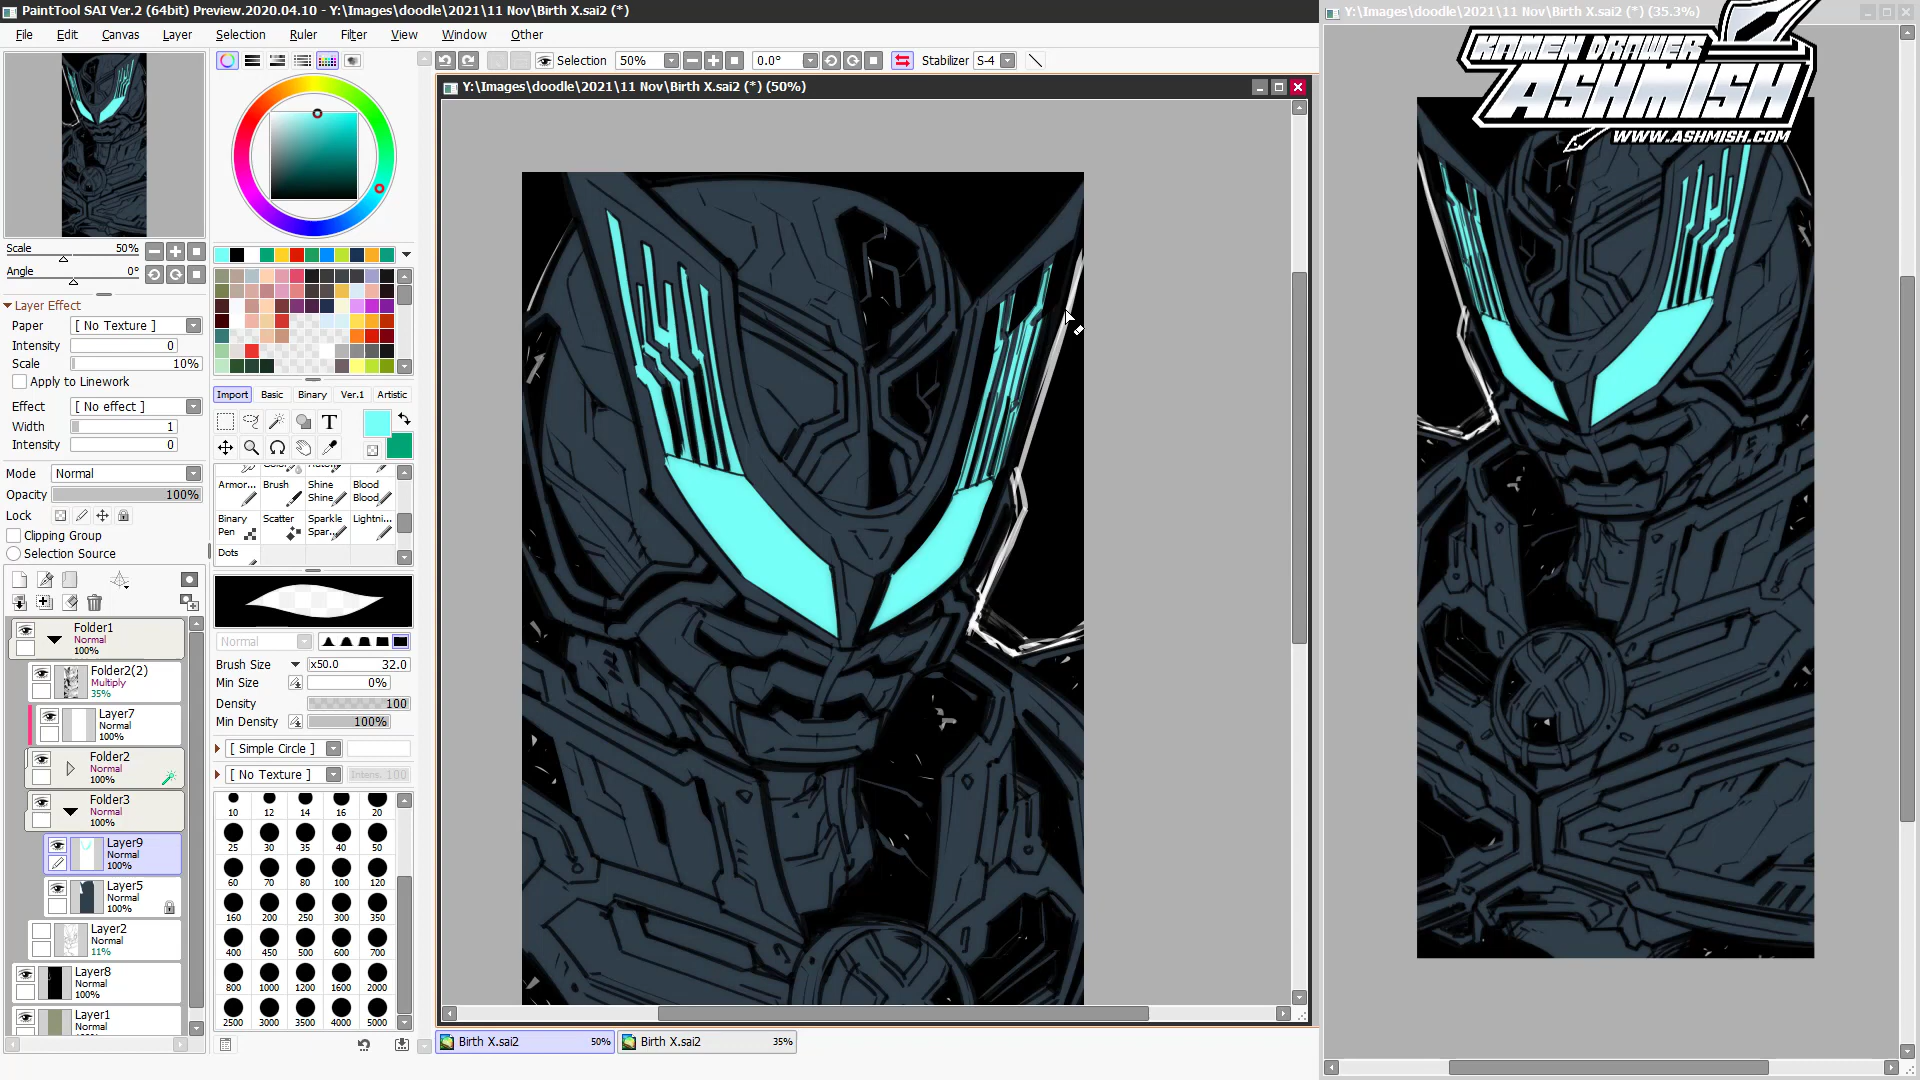 PaintTool SAI Ver.2 (64bit) Preview.2020.04.10 - Y:\Images\doodle\2021\11 Nov\Birth X.sai2 (*)
File Edit Canvas Layer Selection Ruler Filter View Window Other
Selection 50% 0.0° Stabilizer S-4
Y:\Images\doodle\2021\11 Nov\Birth X.sai2 (*) (50%)
Y:\Images\doodle\2021\11 Nov\Birth X.sai2 (*) (35.3%)
KAMEN DRAWER
ASHMISH
WWW.ASHMISH.COM
Scale 50%
Angle 0°
Layer Effect
Paper [ No Texture ]
Intensity 0
Scale 10%
Apply to Linework
Effect [ No effect ]
Width 1
Intensity 0
Mode Normal
Opacity 100%
Lock
Clipping Group
Selection Source
Folder1
Normal
100%
Folder2(2)
Multiply
35%
Layer7
Normal
100%
Folder2
Normal
100%
Folder3
Normal
100%
Layer9
Normal
100%
Layer5
Normal
100%
Layer2
Normal
11%
Layer8
Normal
100%
Layer1
Normal
Import Basic Binary Ver.1 Artistic
T
Armor... Brush Shine Shine Blood Blood
Binary Pen Scatter Sparkle Spar... Lightni...
Dots
Normal
Brush Size x50.0 32.0
Min Size 0%
Density 100
Min Density 100%
[ Simple Circle ]
[ No Texture ] Intens. 100
10 12 14 16 20
25 30 35 40 50
60 70 80 100 120
160 200 250 300 350
400 450 500 600 700
800 1000 1200 1600 2000
2500 3000 3500 4000 5000
Birth X.sai2 50%
Birth X.sai2 35%